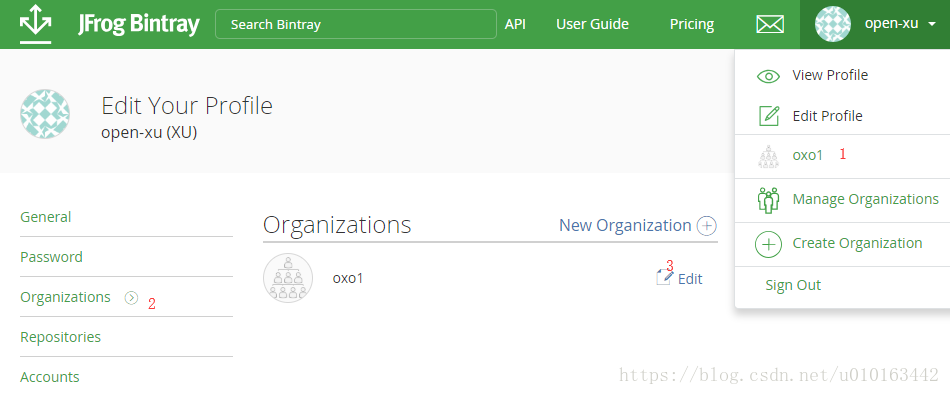 JFrog Bintray
Search Bintray
API
User Guide
Pricing
open-xu
View Profile
Edit Profile
oxo1 1
Manage Organizations
Create Organization
Sign Out
Edit Your Profile
open-xu (XU)
General
Password
Organizations 2
Repositories
Accounts
Organizations
New Organization
oxo1
3
Edit
https://blog.csdn.net/u010163442